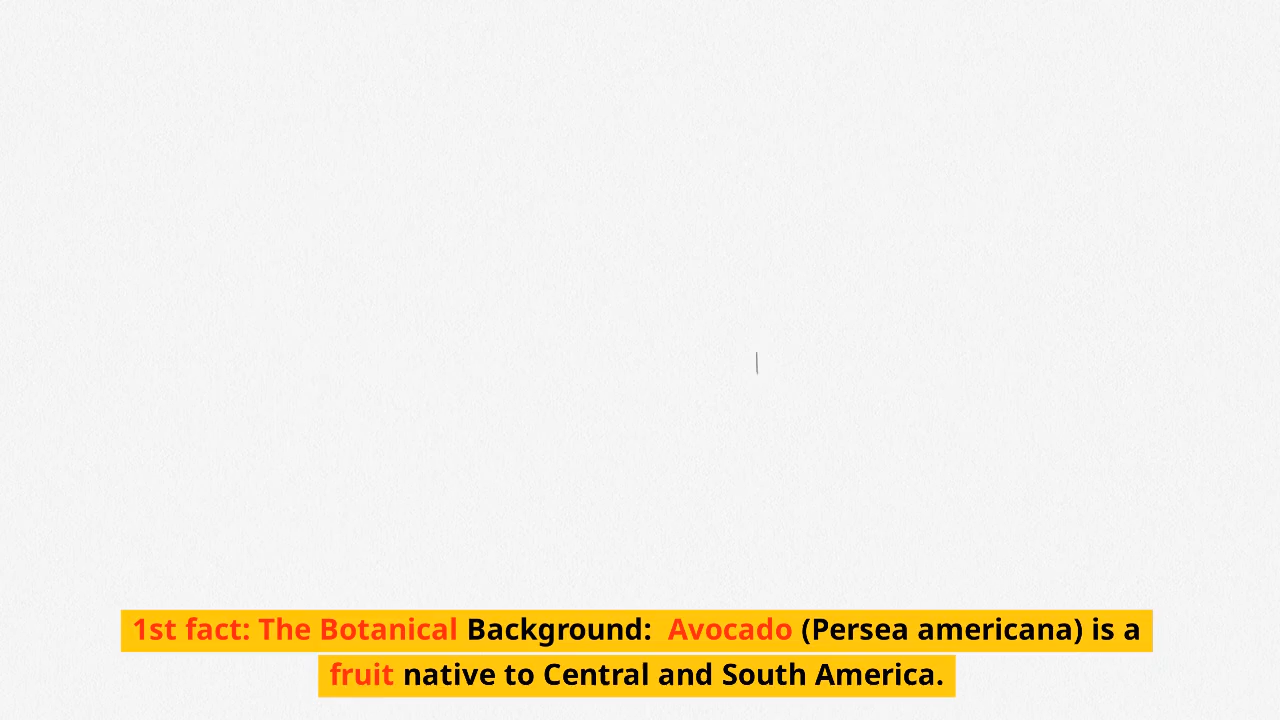 1st fact: The Botanical Background:  Avocado (Persea americana) is a
fruit native to Central and South America.